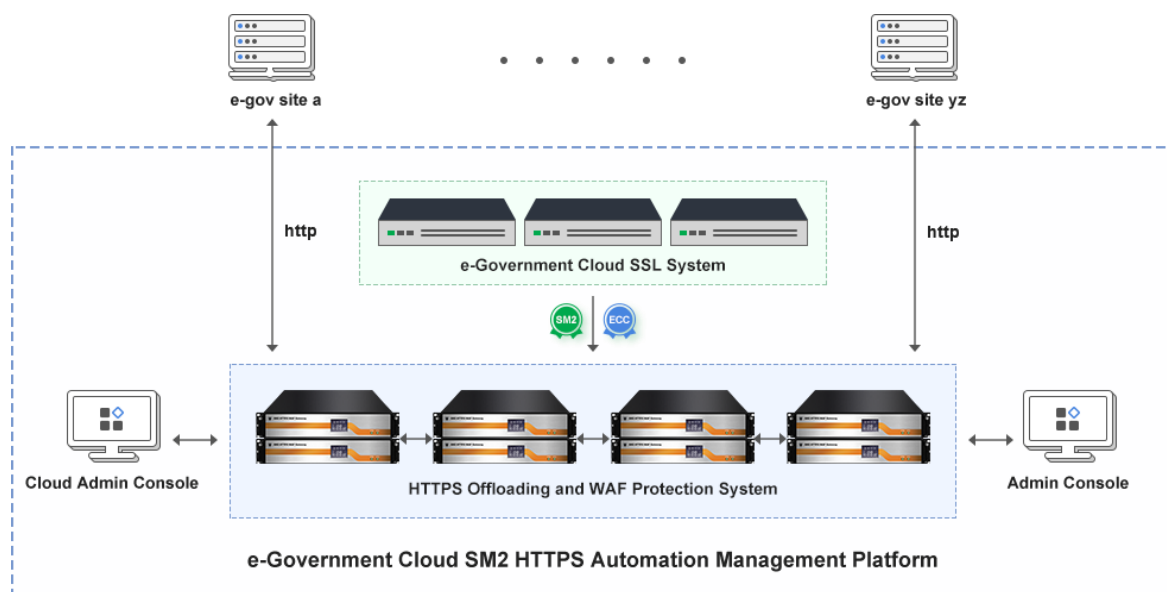 e-gov site a
e-gov site yz
http
http
e-Government Cloud SSL System
SM2
ECC
Cloud Admin Console
HTTPS Offloading and WAF Protection System
Admin Console
e-Government Cloud SM2 HTTPS Automation Management Platform